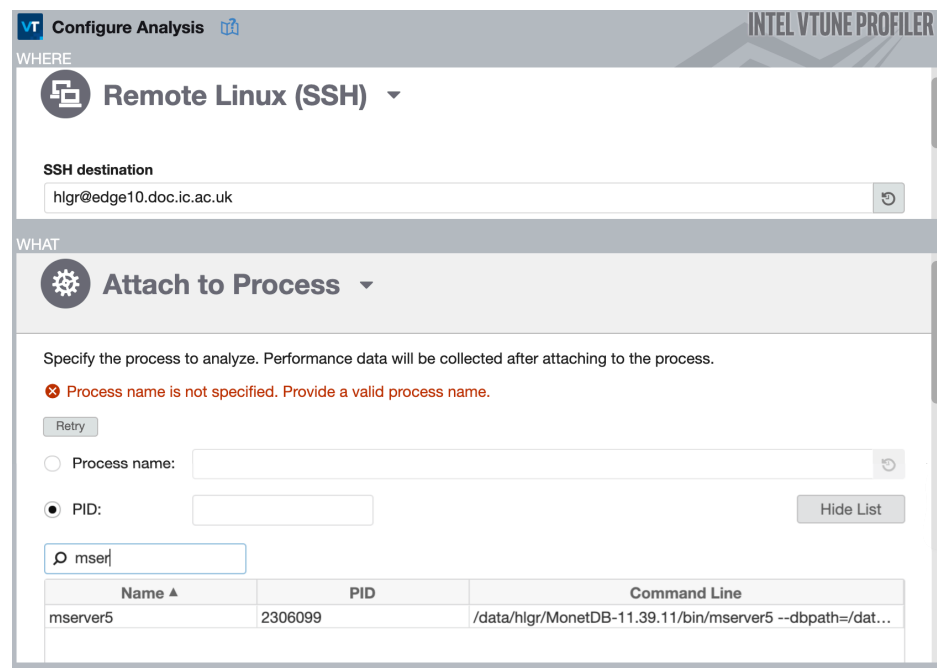 VT Configure Analysis
INTEL VTUNE PROFILER
WHERE
Remote Linux (SSH)
SSH destination
hlgr@edge10.doc.ic.ac.uk
WHAT
Attach to Process
Specify the process to analyze. Performance data will be collected after attaching to the process.
Process name is not specified. Provide a valid process name.
Retry
Process name:
PID:
Hide List
mser
Name PID Command Line
mserver5 2306099 /data/hlgr/MonetDB-11.39.11/bin/mserver5 --dbpath=/dat...